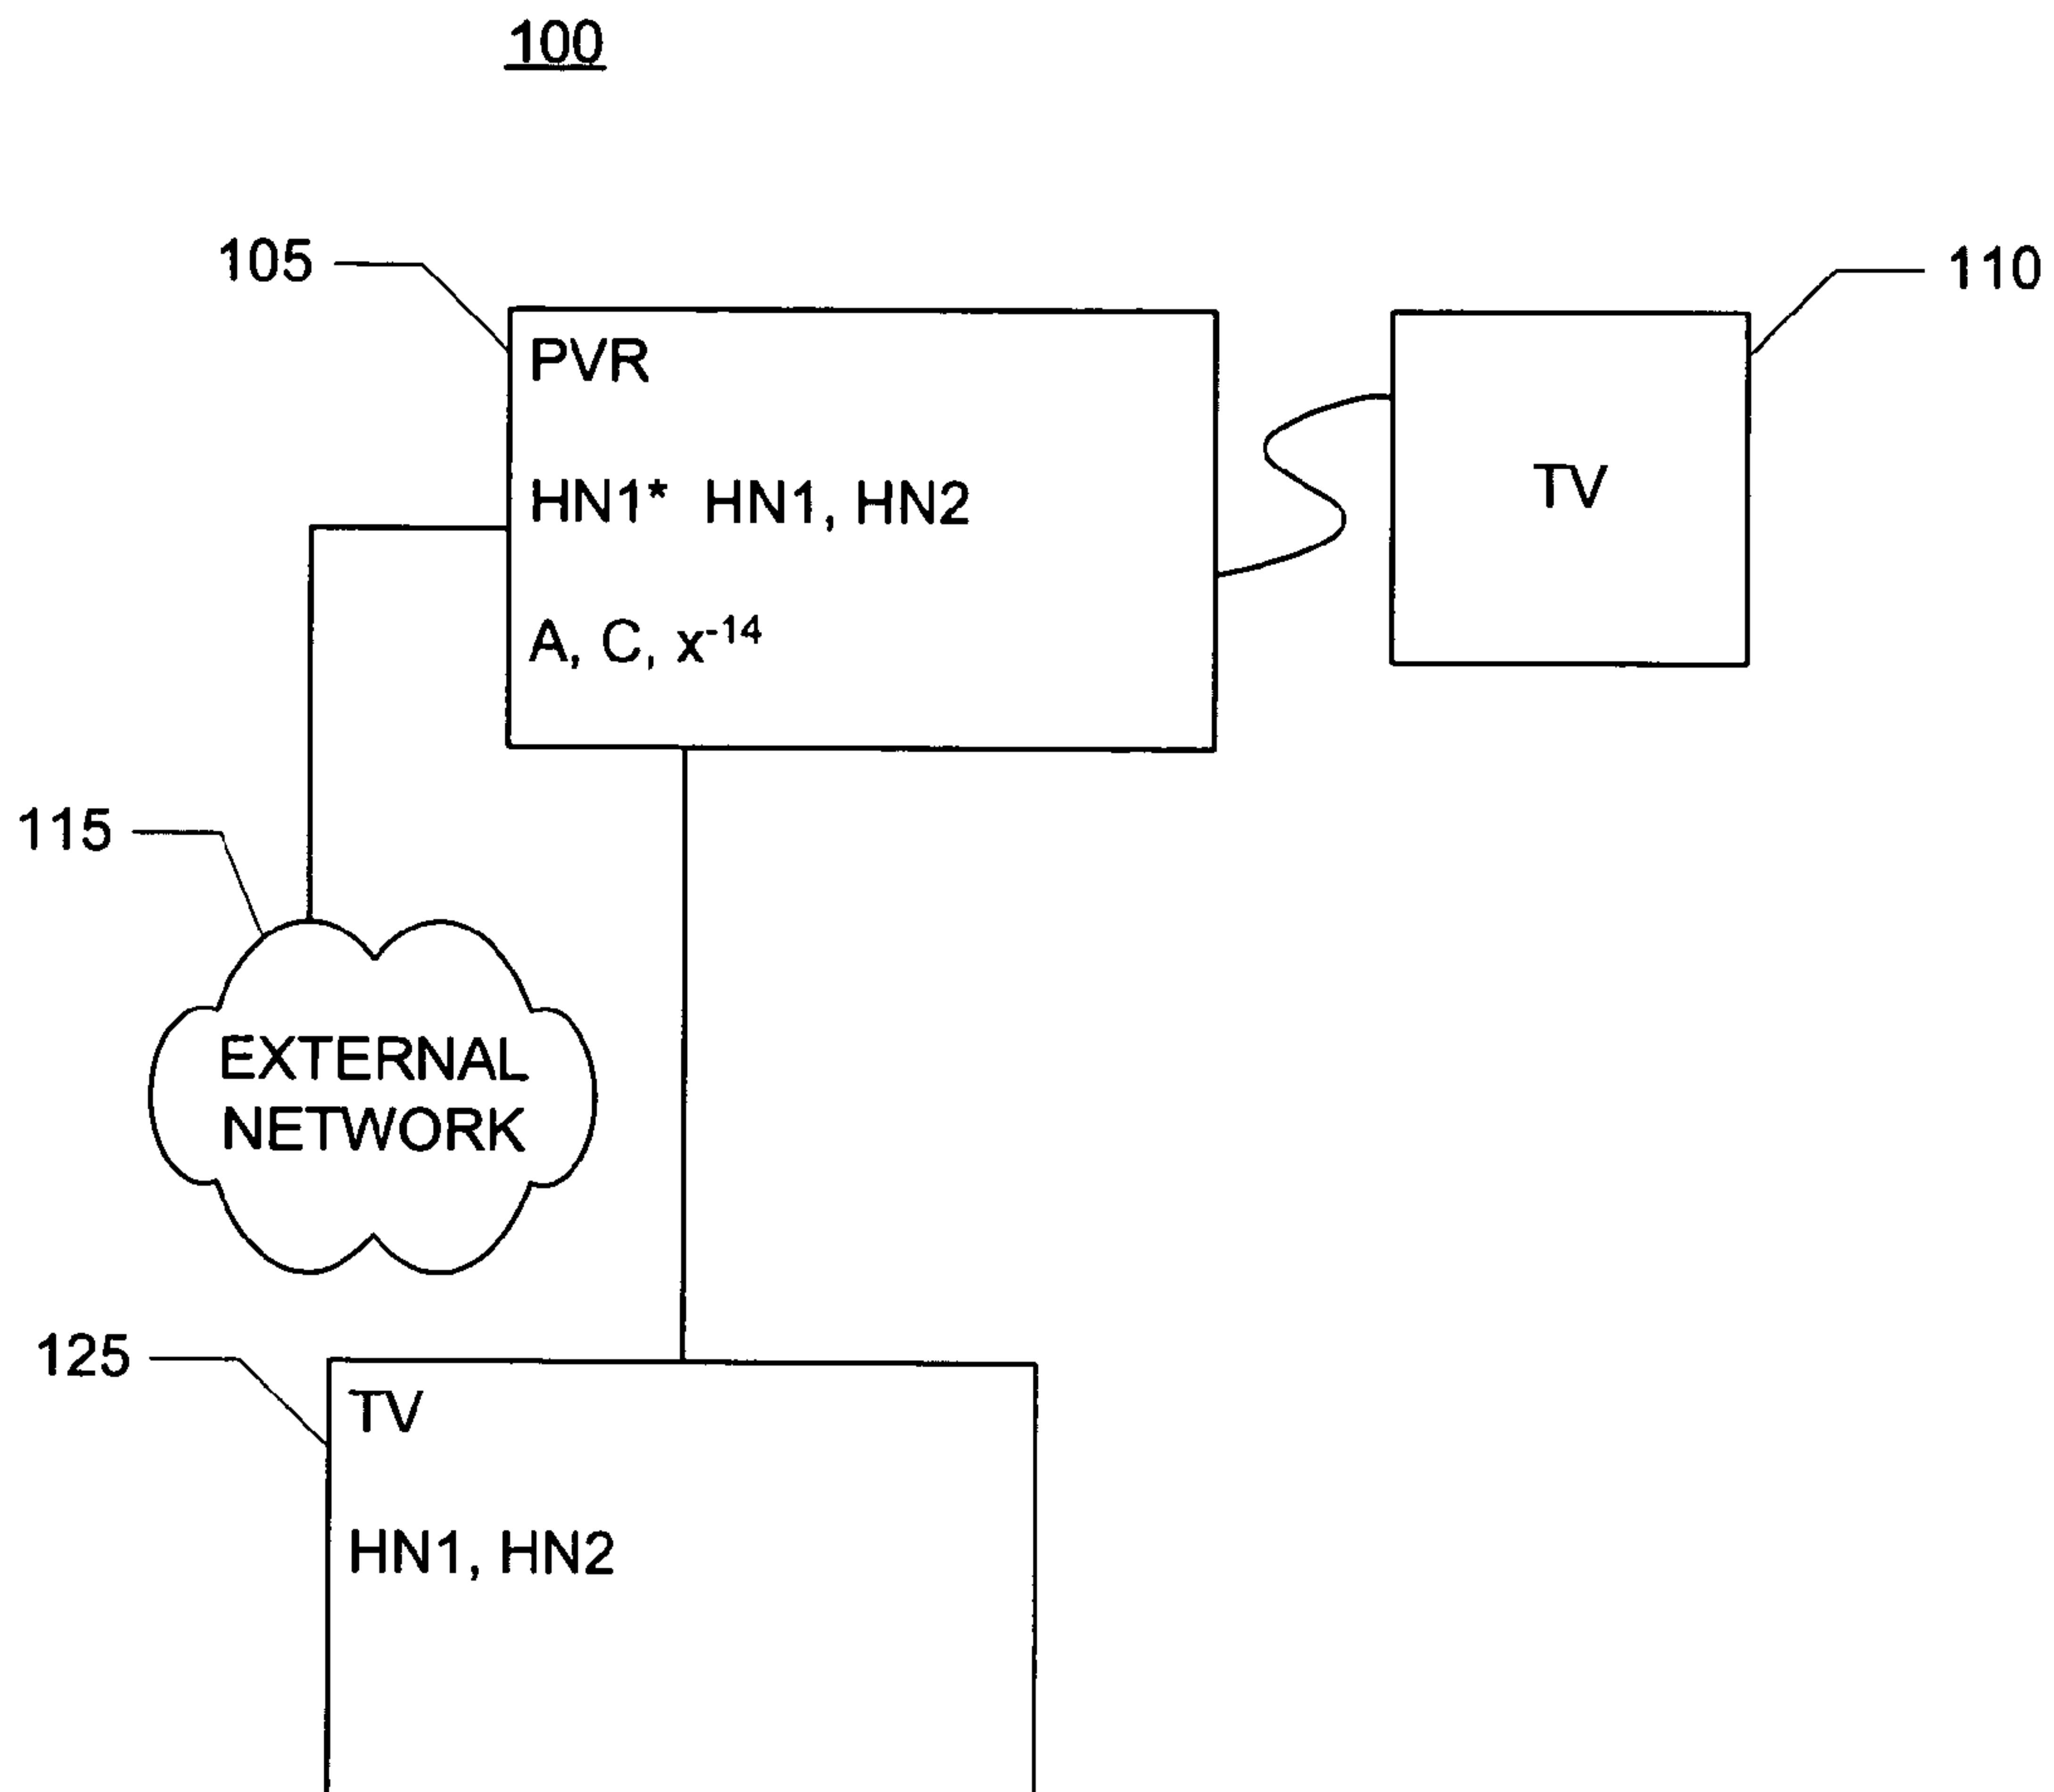 100
105
110
PVR
HN1* HN1, HN2
TV
A, C, x⁻¹⁴
115
EXTERNAL
NETWORK
125
TV
HN1, HN2